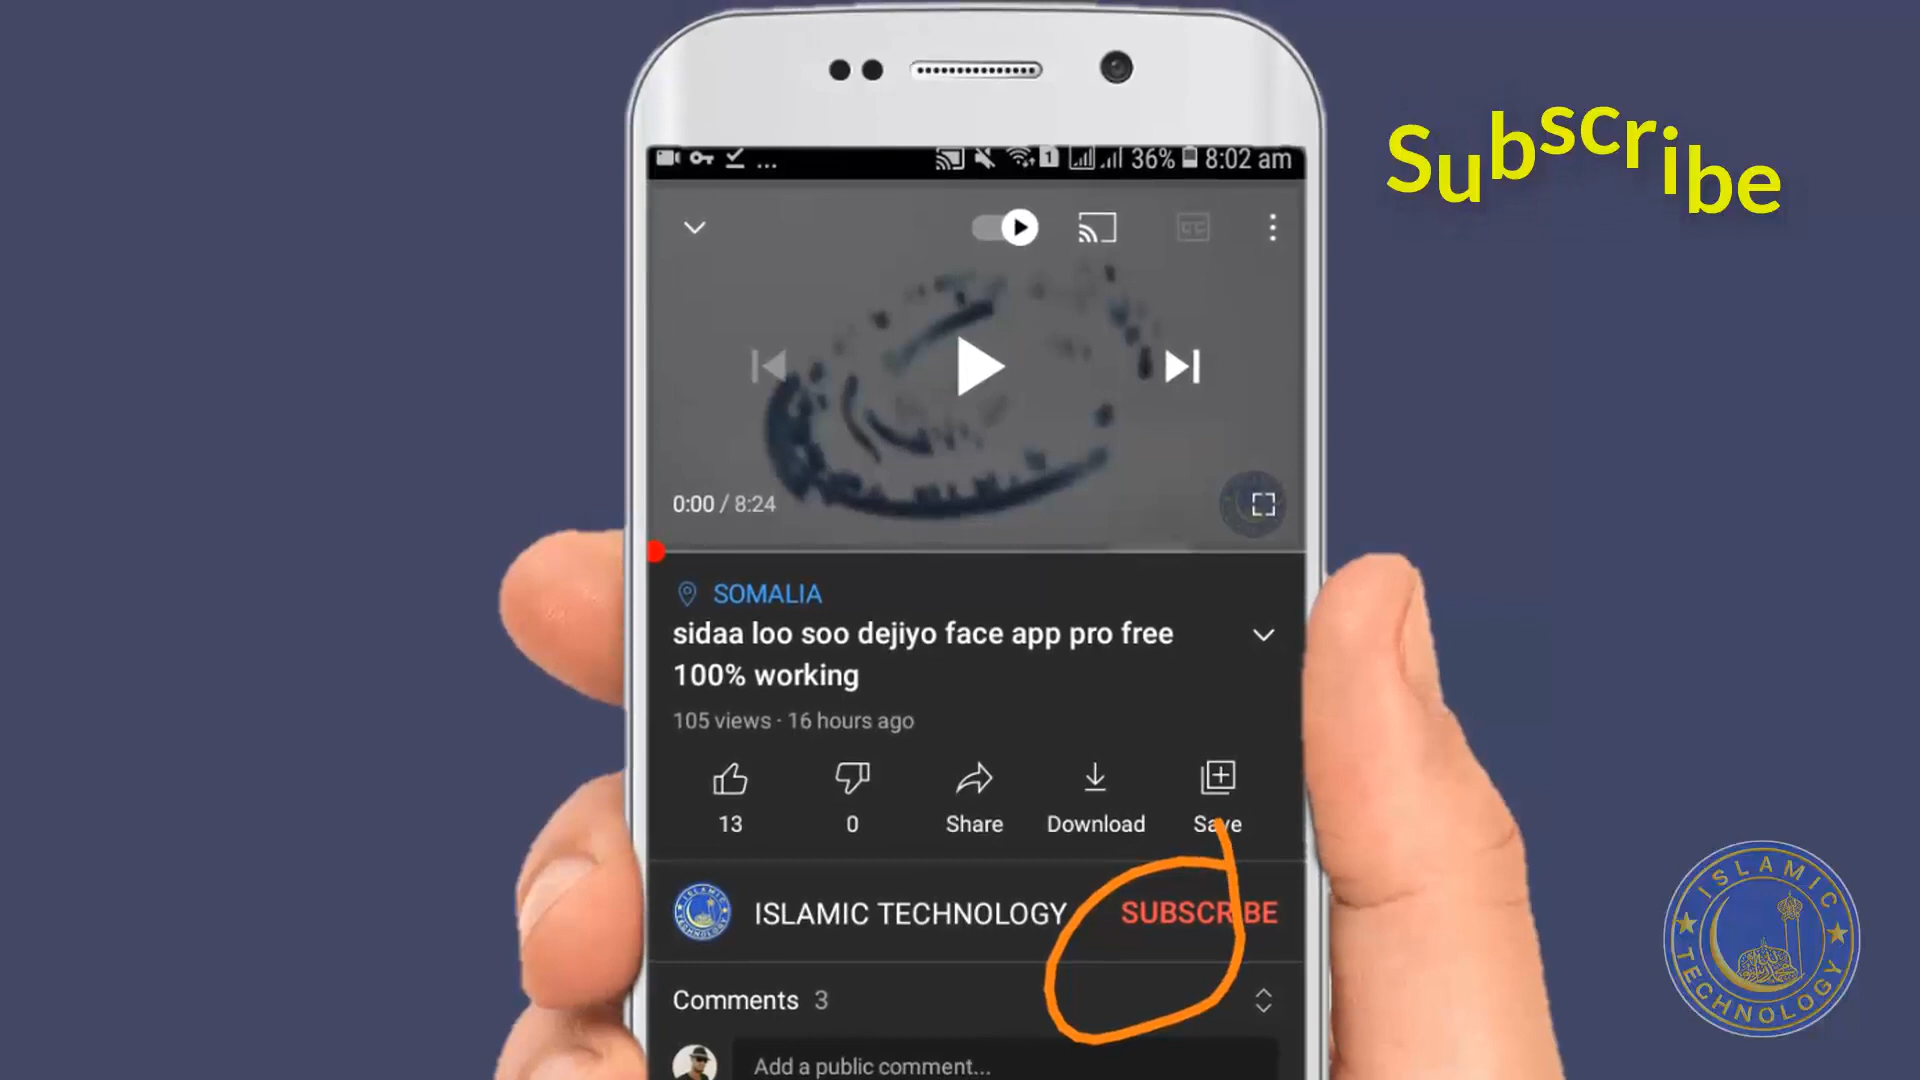 Subscribe
1 36% 8:02 am
0:00 / 8:24
SOMALIA
sidaa loo soo dejiyo face app pro free
100% working
105 views · 16 hours ago
13 0 Share Download Save
ISLAMIC TECHNOLOGY SUBSCRIBE
Comments 3
Add a public comment...
ISLAMIC TECHNOLOGY